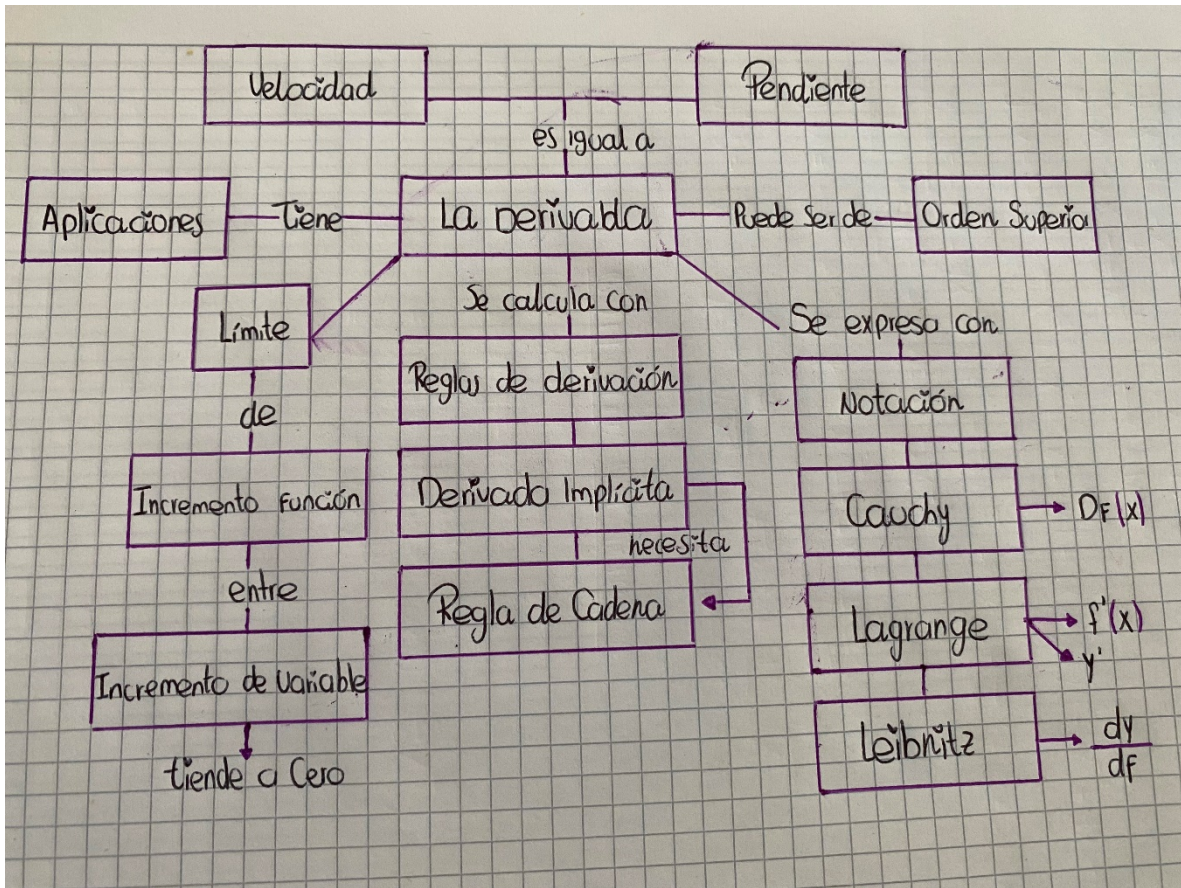 Velocidad
Pendiente
es igual a
Aplicaciones
Tiene
La Derivada
Puede Ser de
Orden Superior
Límite
Se calcula con
Se expresa con
de
Reglas de derivación
Notación
Incremento Función
Derivado Implícita
Cauchy
DF(x)
necesita
entre
Regla de Cadena
Lagrange
f'(x)
y'
Incremento de Variable
Leibnitz
dy
df
tiende a Cero